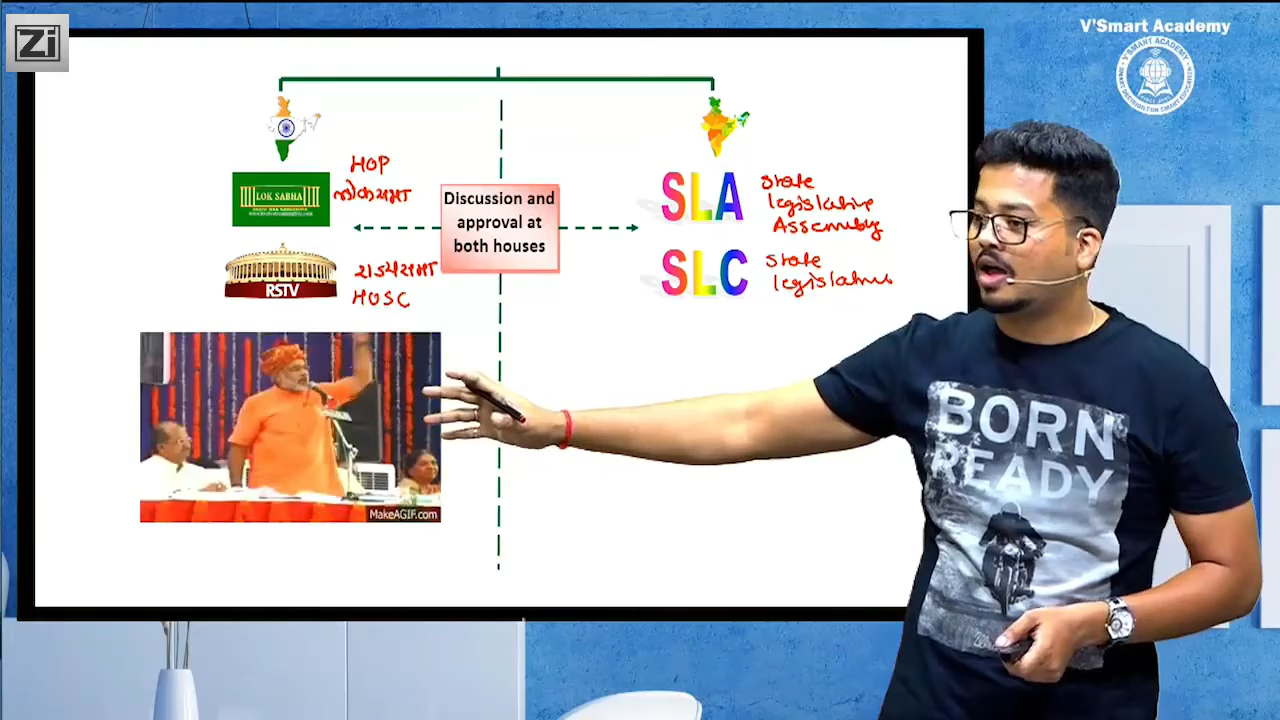 Zi
V'Smart Academy
HOP
લોકસભા
LOK SABHA
Discussion and
approval at
both houses
SLA
State
legislative
Assembly
SLC
State
RSTV
રાજ્યસભા
HOSC
BORN
READY
MakeAGIF.com